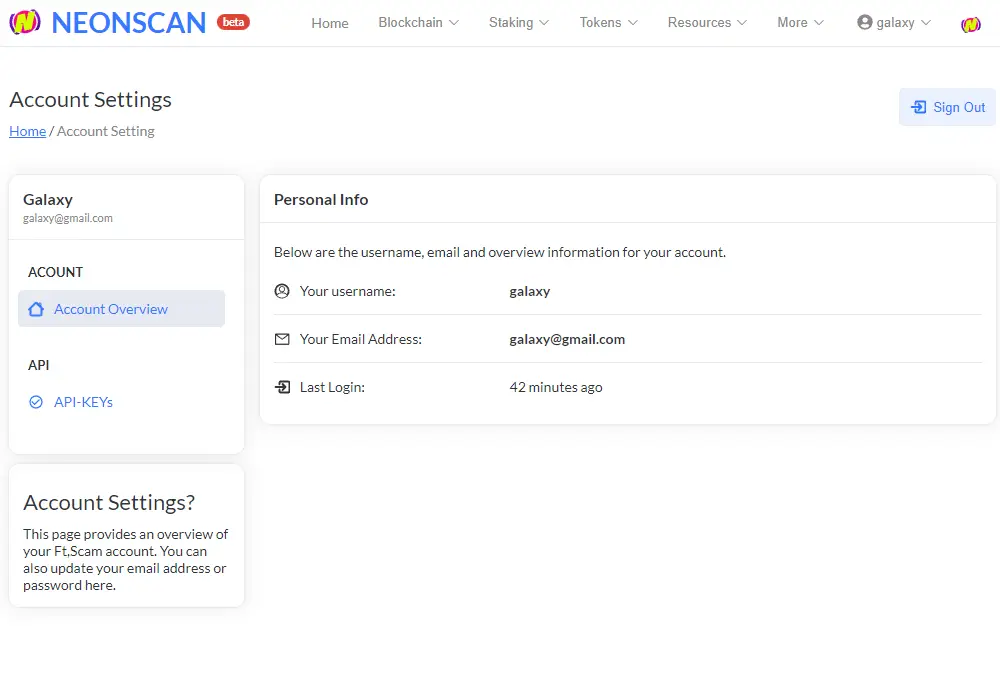 NEONSCAN beta
Home Blockchain Staking Tokens Resources More galaxy
Account Settings
Sign Out
Home / Account Setting
Galaxy
galaxy@gmail.com
ACOUNT
Account Overview
API
API-KEYs
Personal Info
Below are the username, email and overview information for your account.
Your username: galaxy
Your Email Address: galaxy@gmail.com
Last Login: 42 minutes ago
Account Settings?
This page provides an overview of
your Ft,Scam account. You can
also update your email address or
password here.